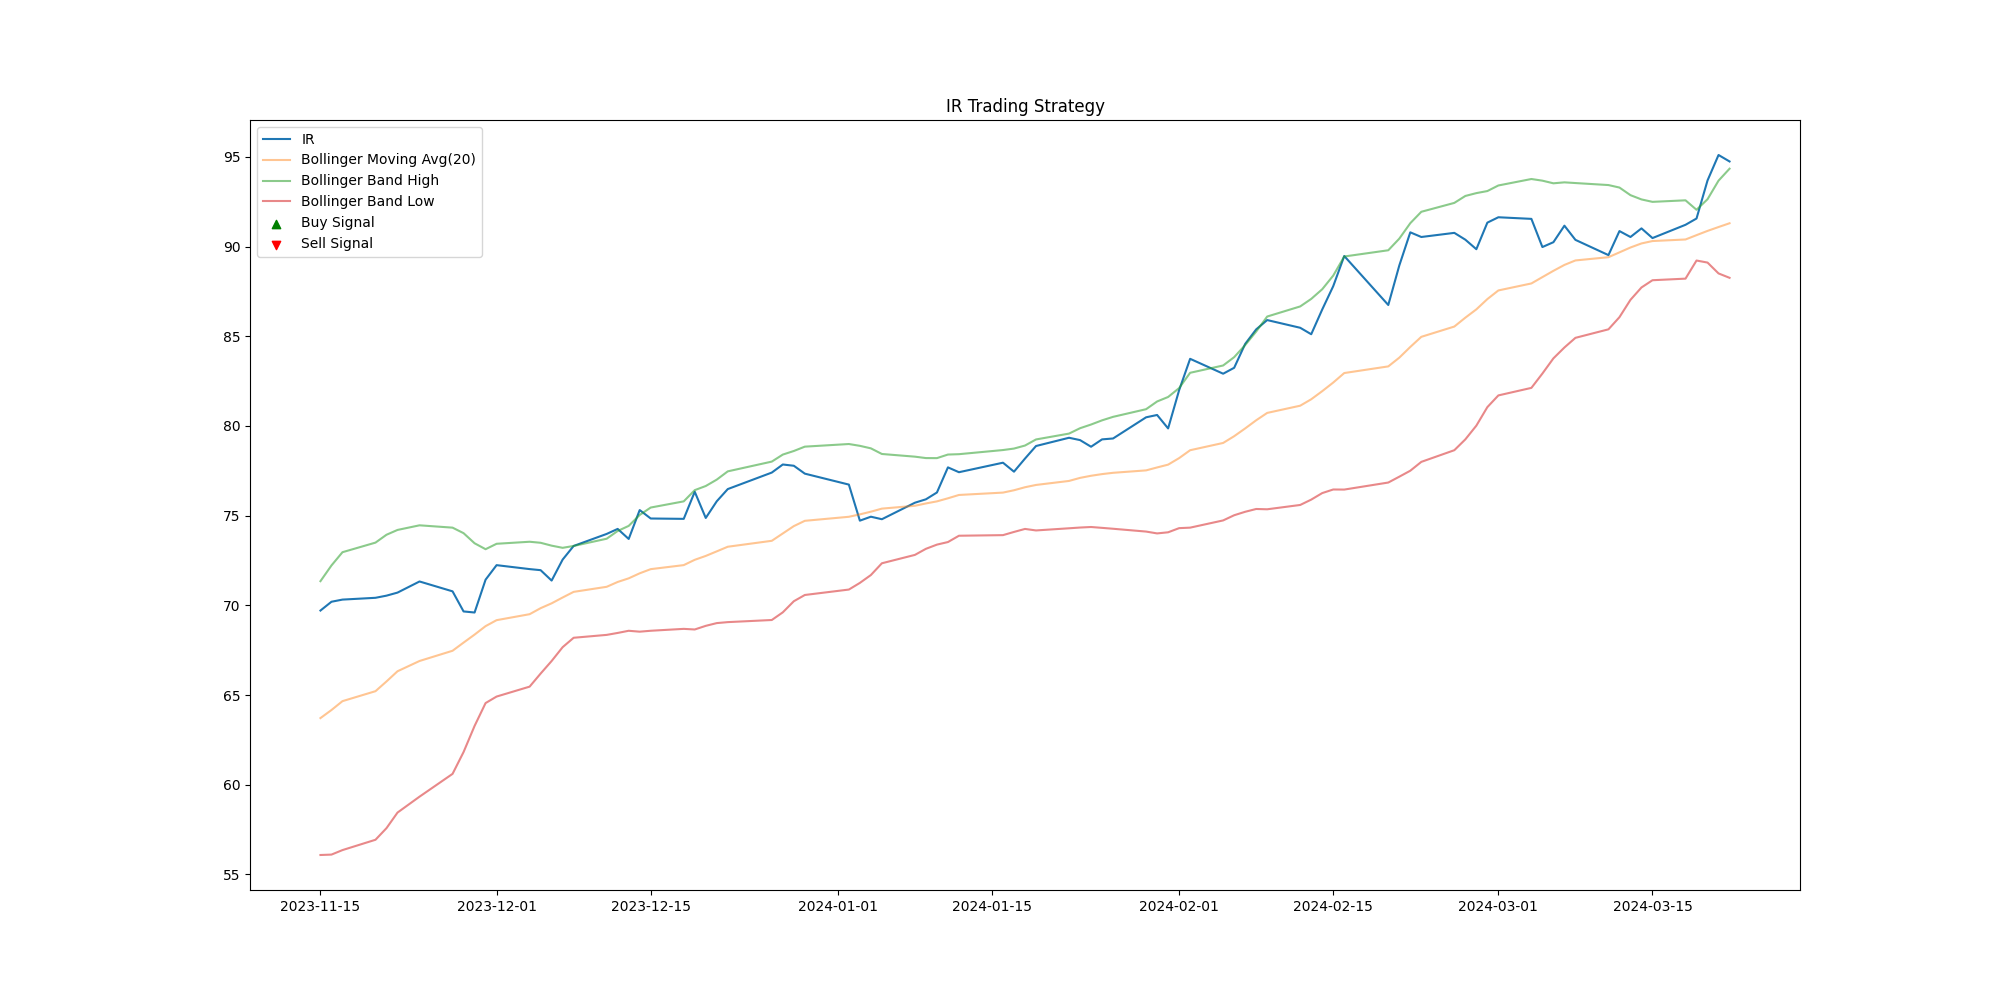 IR Trading Strategy
IR
Bollinger Moving Avg(20)
Bollinger Band High
Bollinger Band Low
Buy Signal
Sell Signal
95
90
85
80
75
70
65
60
55
2023-11-15 2023-12-01 2023-12-15 2024-01-01 2024-01-15 2024-02-01 2024-02-15 2024-03-01 2024-03-15